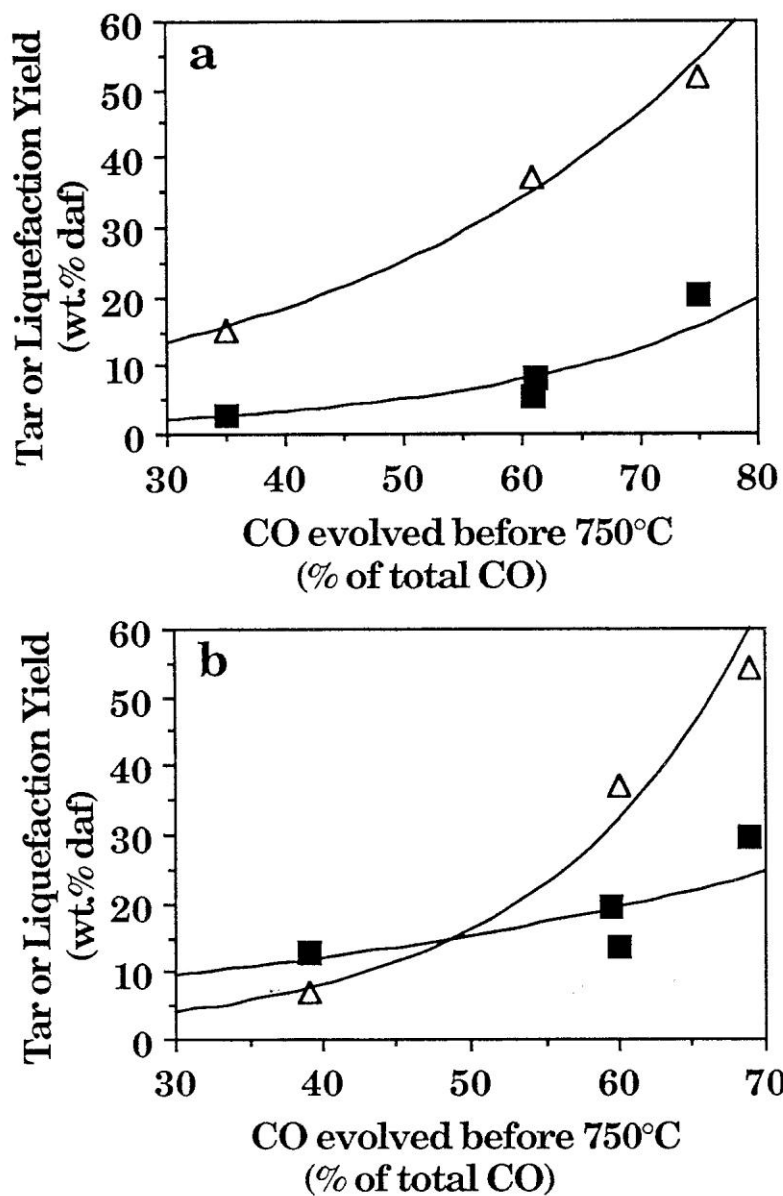 a
Tar or Liquefaction Yield
(wt.% daf)
60
50
40
30
20
10
0
30 40 50 60 70 80
CO evolved before 750°C
(% of total CO)
b
Tar or Liquefaction Yield
(wt.% daf)
60
50
40
30
20
10
0
30 40 50 60 70
CO evolved before 750°C
(% of total CO)